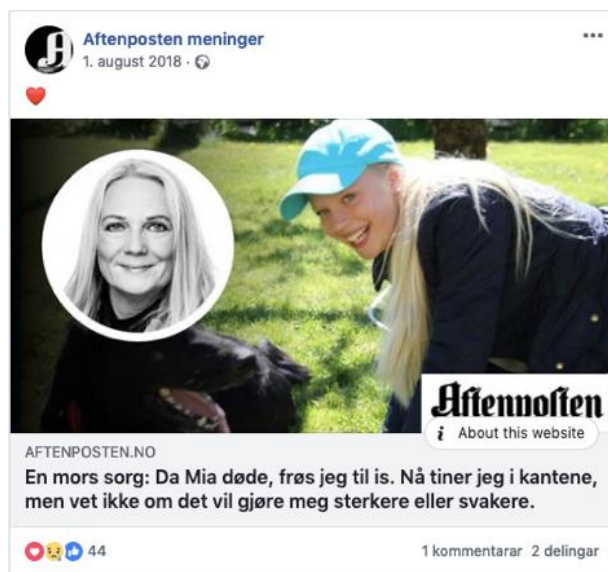 Aftenposten meninger
1. august 2018 ·
AFTENPOSTEN.NO
Aftenposten
i About this website
En mors sorg: Da Mia døde, frøs jeg til is. Nå tiner jeg i kantene,
men vet ikke om det vil gjøre meg sterkere eller svakere.
44
1 kommentarar 2 delingar